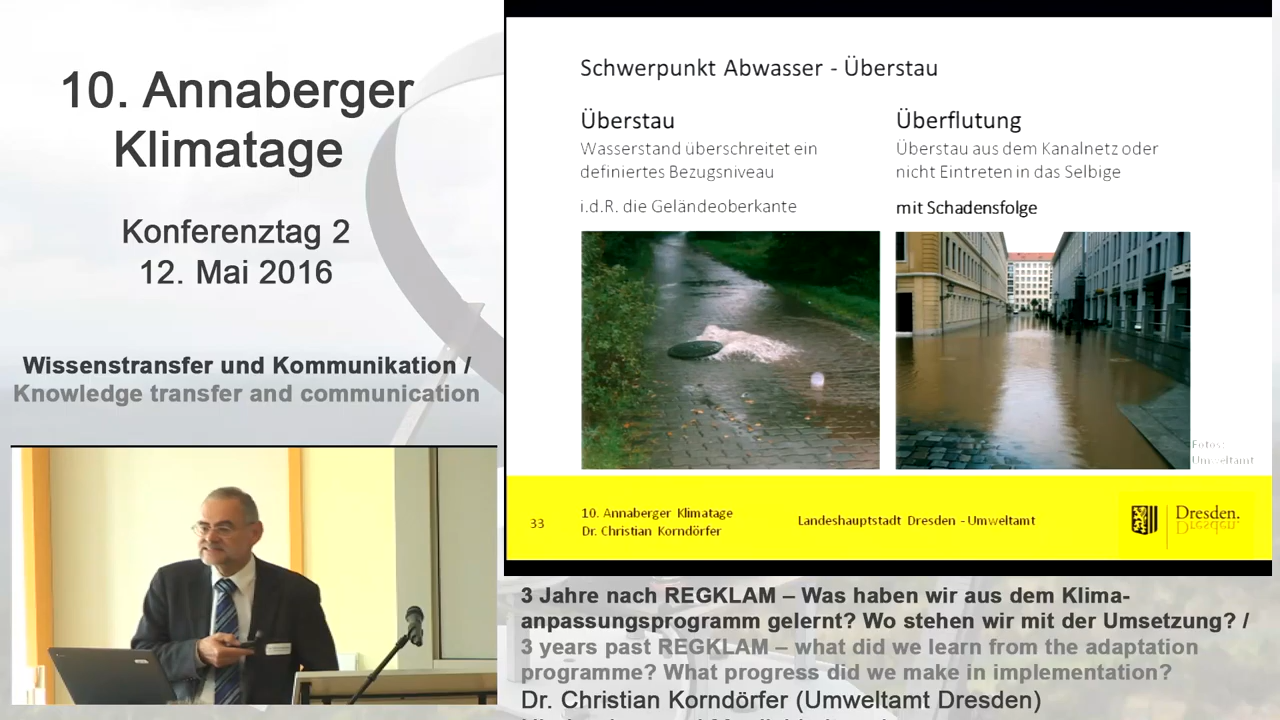 10. Annaberger
Klimatage
Konferenztag 2
12. Mai 2016
Wissenstransfer und Kommunikation /
Knowledge transfer and communication
Schwerpunkt Abwasser - Überstau
Überstau
Wasserstand überschreitet ein
definiertes Bezugsniveau
i.d.R. die Geländeoberkante
Überflutung
Überstau aus dem Kanalnetz oder
nicht Eintreten in das Selbige
mit Schadensfolge
Fotos:
Umweltamt
33
10. Annaberger Klimatage
Dr. Christian Korndörfer
Landeshauptstadt Dresden - Umweltamt
Dresden.
Dresden.
3 Jahre nach REGKLAM – Was haben wir aus dem Klima-
anpassungsprogramm gelernt? Wo stehen wir mit der Umsetzung? /
3 years past REGKLAM – what did we learn from the adaptation
programme? What progress did we make in implementation?
Dr. Christian Korndörfer (Umweltamt Dresden)